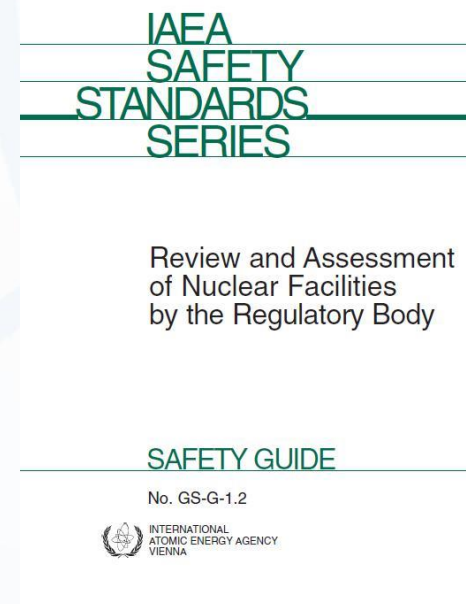 IAEA
SAFETY
STANDARDS
SERIES
Review and Assessment
of Nuclear Facilities
by the Regulatory Body
SAFETY GUIDE
No. GS-G-1.2
INTERNATIONAL
ATOMIC ENERGY AGENCY
VIENNA